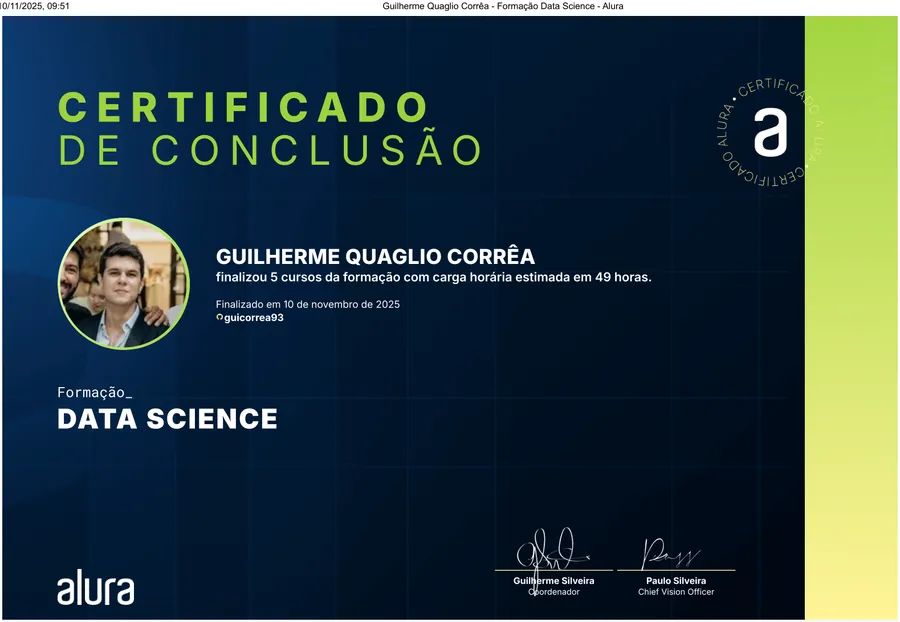 10/11/2025, 09:51
Guilherme Quaglio Corrêa - Formação Data Science - Alura
CERTIFICADO
DE CONCLUSÃO
CERTIFICADO ALURA • CERTIFICADO ALURA •
a
GUILHERME QUAGLIO CORRÊA
finalizou 5 cursos da formação com carga horária estimada em 49 horas.
Finalizado em 10 de novembro de 2025
guicorrea93
Formação_
DATA SCIENCE
alura
Guilherme Silveira
Coordenador
Paulo Silveira
Chief Vision Officer